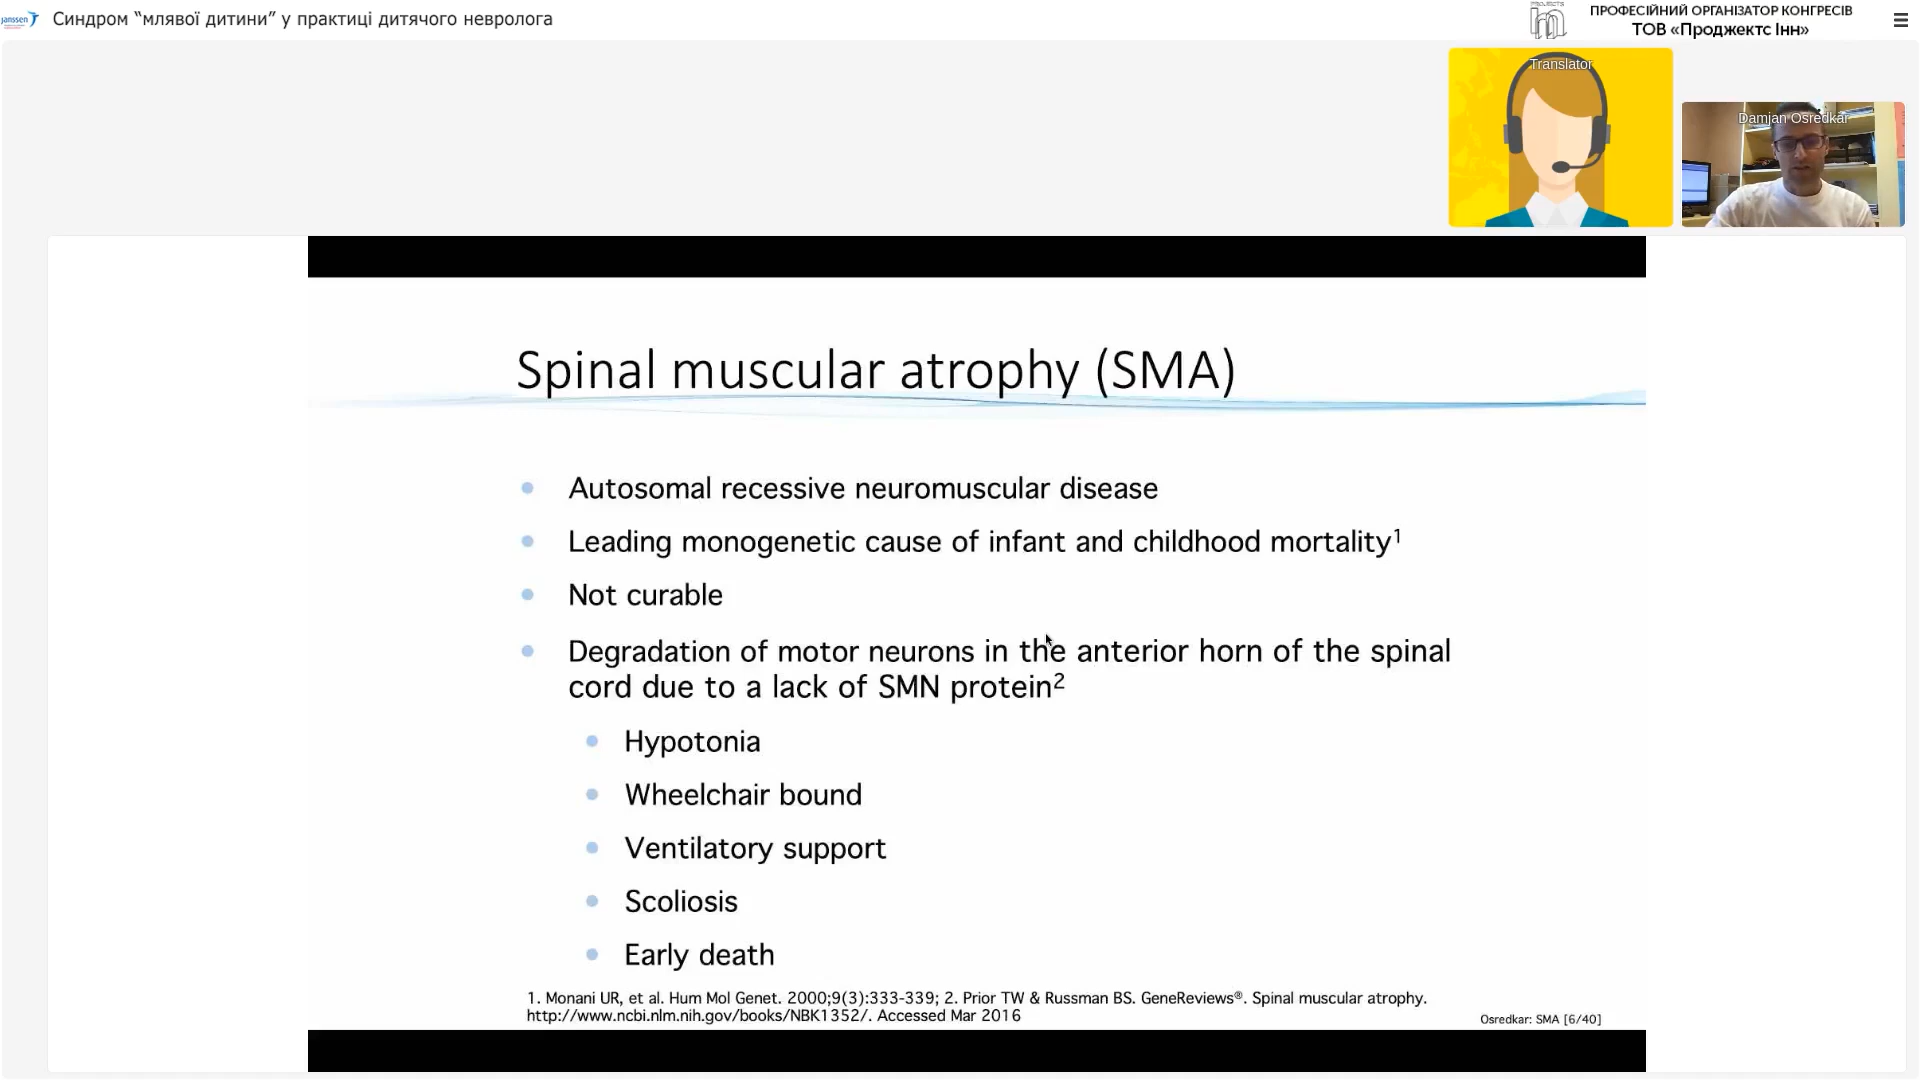 janssen
Синдром “млявої дитини” у практиці дитячого невролога
PROJECTS
ПРОФЕСІЙНИЙ ОРГАНІЗАТОР КОНГРЕСІВ
ТОВ «Проджектс Інн»
Translator
Damjan Osredkar
Spinal muscular atrophy (SMA)
• Autosomal recessive neuromuscular disease
• Leading monogenetic cause of infant and childhood mortality¹
• Not curable
• Degradation of motor neurons in the anterior horn of the spinal
cord due to a lack of SMN protein²
• Hypotonia
• Wheelchair bound
• Ventilatory support
• Scoliosis
• Early death
1. Monani UR, et al. Hum Mol Genet. 2000;9(3):333-339; 2. Prior TW & Russman BS. GeneReviews®. Spinal muscular atrophy.
http://www.ncbi.nlm.nih.gov/books/NBK1352/. Accessed Mar 2016
Osredkar: SMA [6/40]